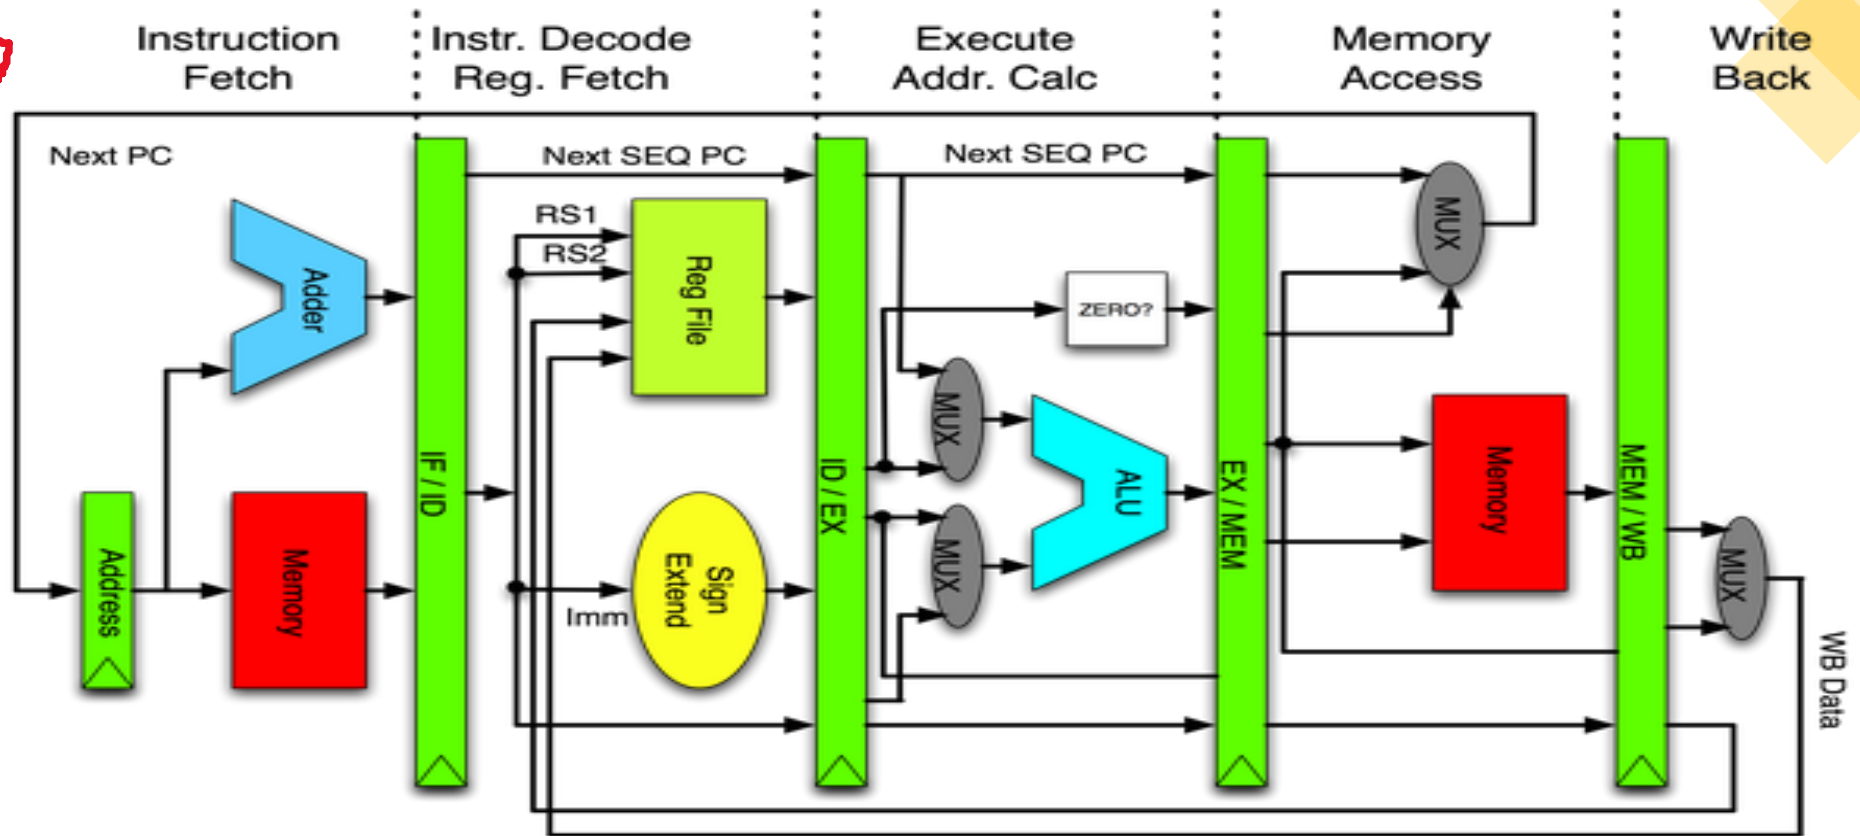 Instruction
Fetch
Instr. Decode
Reg. Fetch
Execute
Addr. Calc
Memory
Access
Write
Back
Next PC
Next SEQ PC
Next SEQ PC
RS1
RS2
Reg File
Adder
MUX
ZERO?
MUX
ALU
IF / ID
ID / EX
EX / MEM
MEM / WB
Memory
Address
Memory
Sign
Extend
Imm
MUX
MUX
WB Data